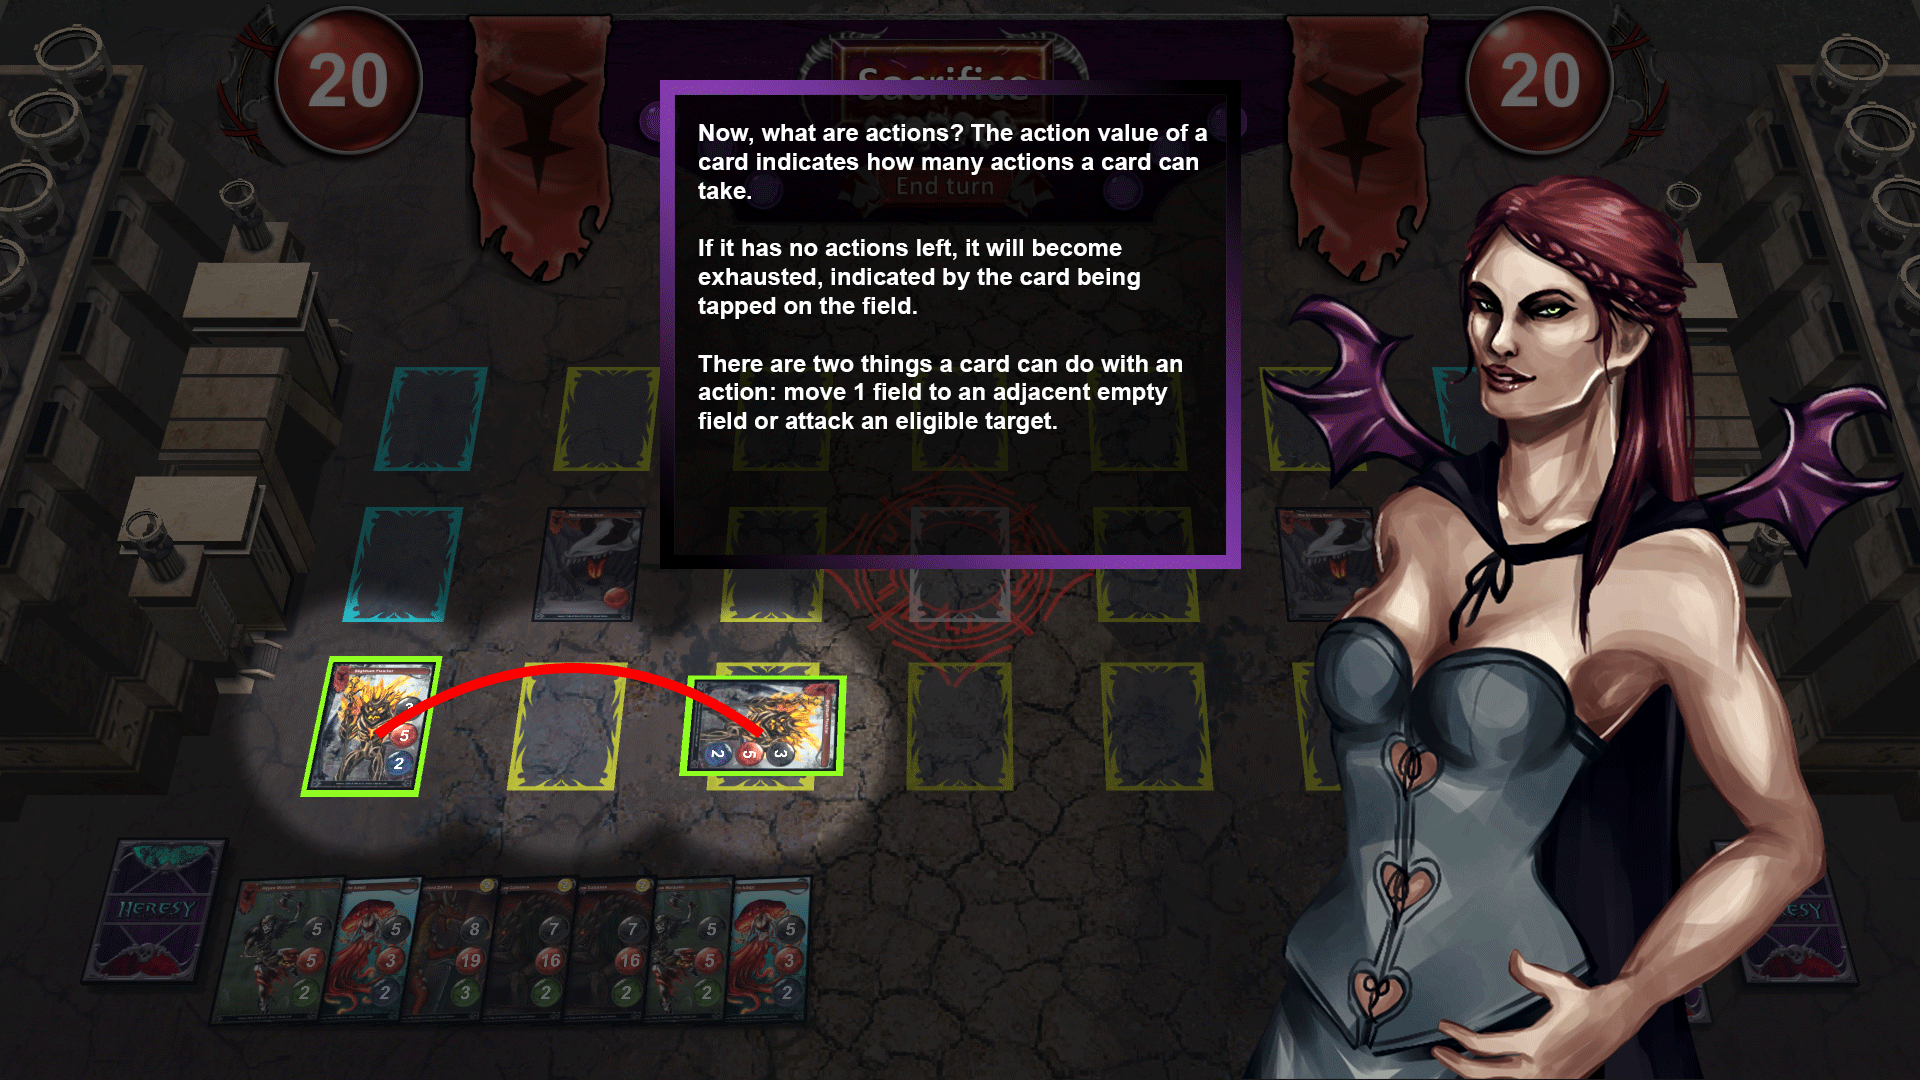 20
20
Sacrifice
End turn
Now, what are actions? The action value of a
card indicates how many actions a card can
take.
If it has no actions left, it will become
exhausted, indicated by the card being
tapped on the field.
There are two things a card can do with an
action: move 1 field to an adjacent empty
field or attack an eligible target.
5
2
2
5
3
HERESY
5
5
2
5
3
2
8
19
3
7
16
2
7
16
2
5
5
2
5
3
2